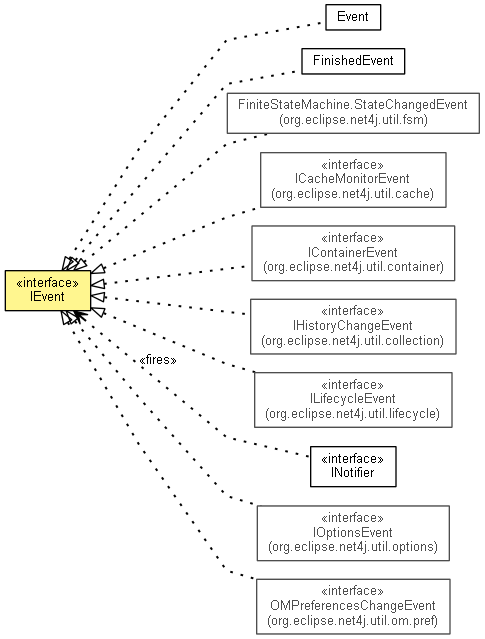 Event
FinishedEvent
FiniteStateMachine.StateChangedEvent
(org.eclipse.net4j.util.fsm)
«interface»
ICacheMonitorEvent
(org.eclipse.net4j.util.cache)
«interface»
IContainerEvent
(org.eclipse.net4j.util.container)
«interface»
IEvent
«interface»
IHistoryChangeEvent
(org.eclipse.net4j.util.collection)
«fires»
«interface»
ILifecycleEvent
(org.eclipse.net4j.util.lifecycle)
«interface»
INotifier
«interface»
IOptionsEvent
(org.eclipse.net4j.util.options)
«interface»
OMPreferencesChangeEvent
(org.eclipse.net4j.util.om.pref)